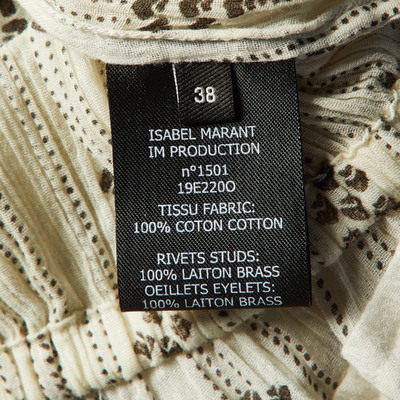 38
ISABEL MARANT
IM PRODUCTION
n°1501
19E220O
TISSU FABRIC:
100% COTON COTTON
RIVETS STUDS:
100% LAITON BRASS
OEILLETS EYELETS:
100% LAITON BRASS